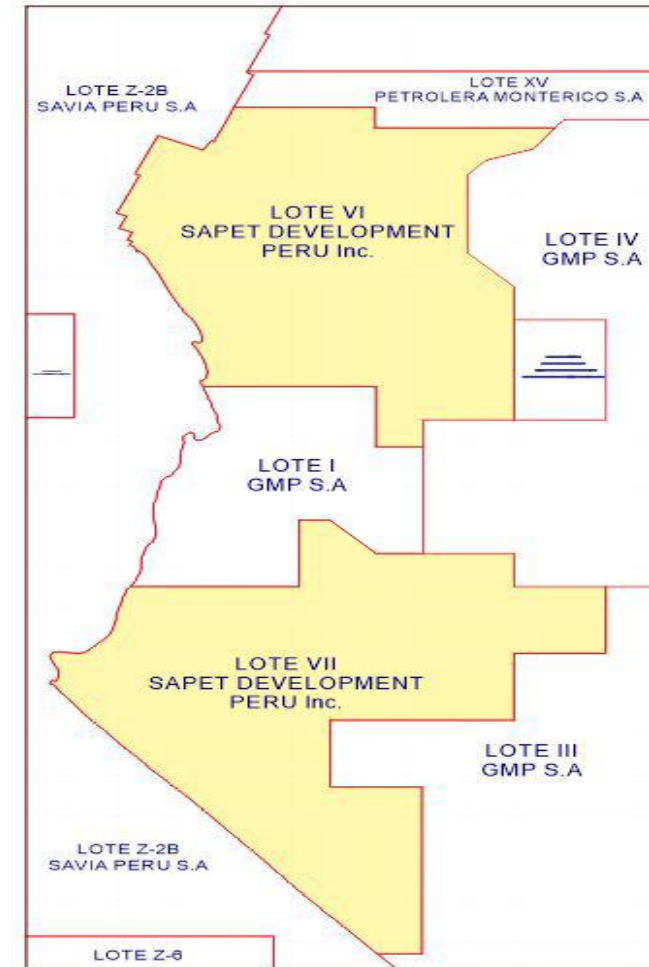 LOTE Z-2B
SAVIA PERU S.A
LOTE XV
PETROLERA MONTERICO S.A
LOTE VI
SAPET DEVELOPMENT
PERU Inc.
LOTE IV
GMP S.A
LOTE I
GMP S.A
LOTE VII
SAPET DEVELOPMENT
PERU Inc.
LOTE III
GMP S.A
LOTE Z-2B
SAVIA PERU S.A
LOTE Z-6